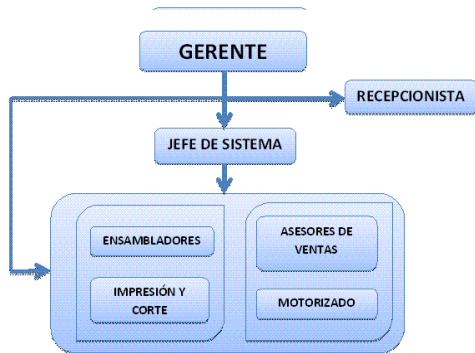 GERENTE
RECEPCIONISTA
JEFE DE SISTEMA
ENSAMBLADORES
IMPRESIÓN Y
CORTE
ASESORES DE
VENTAS
MOTORIZADO